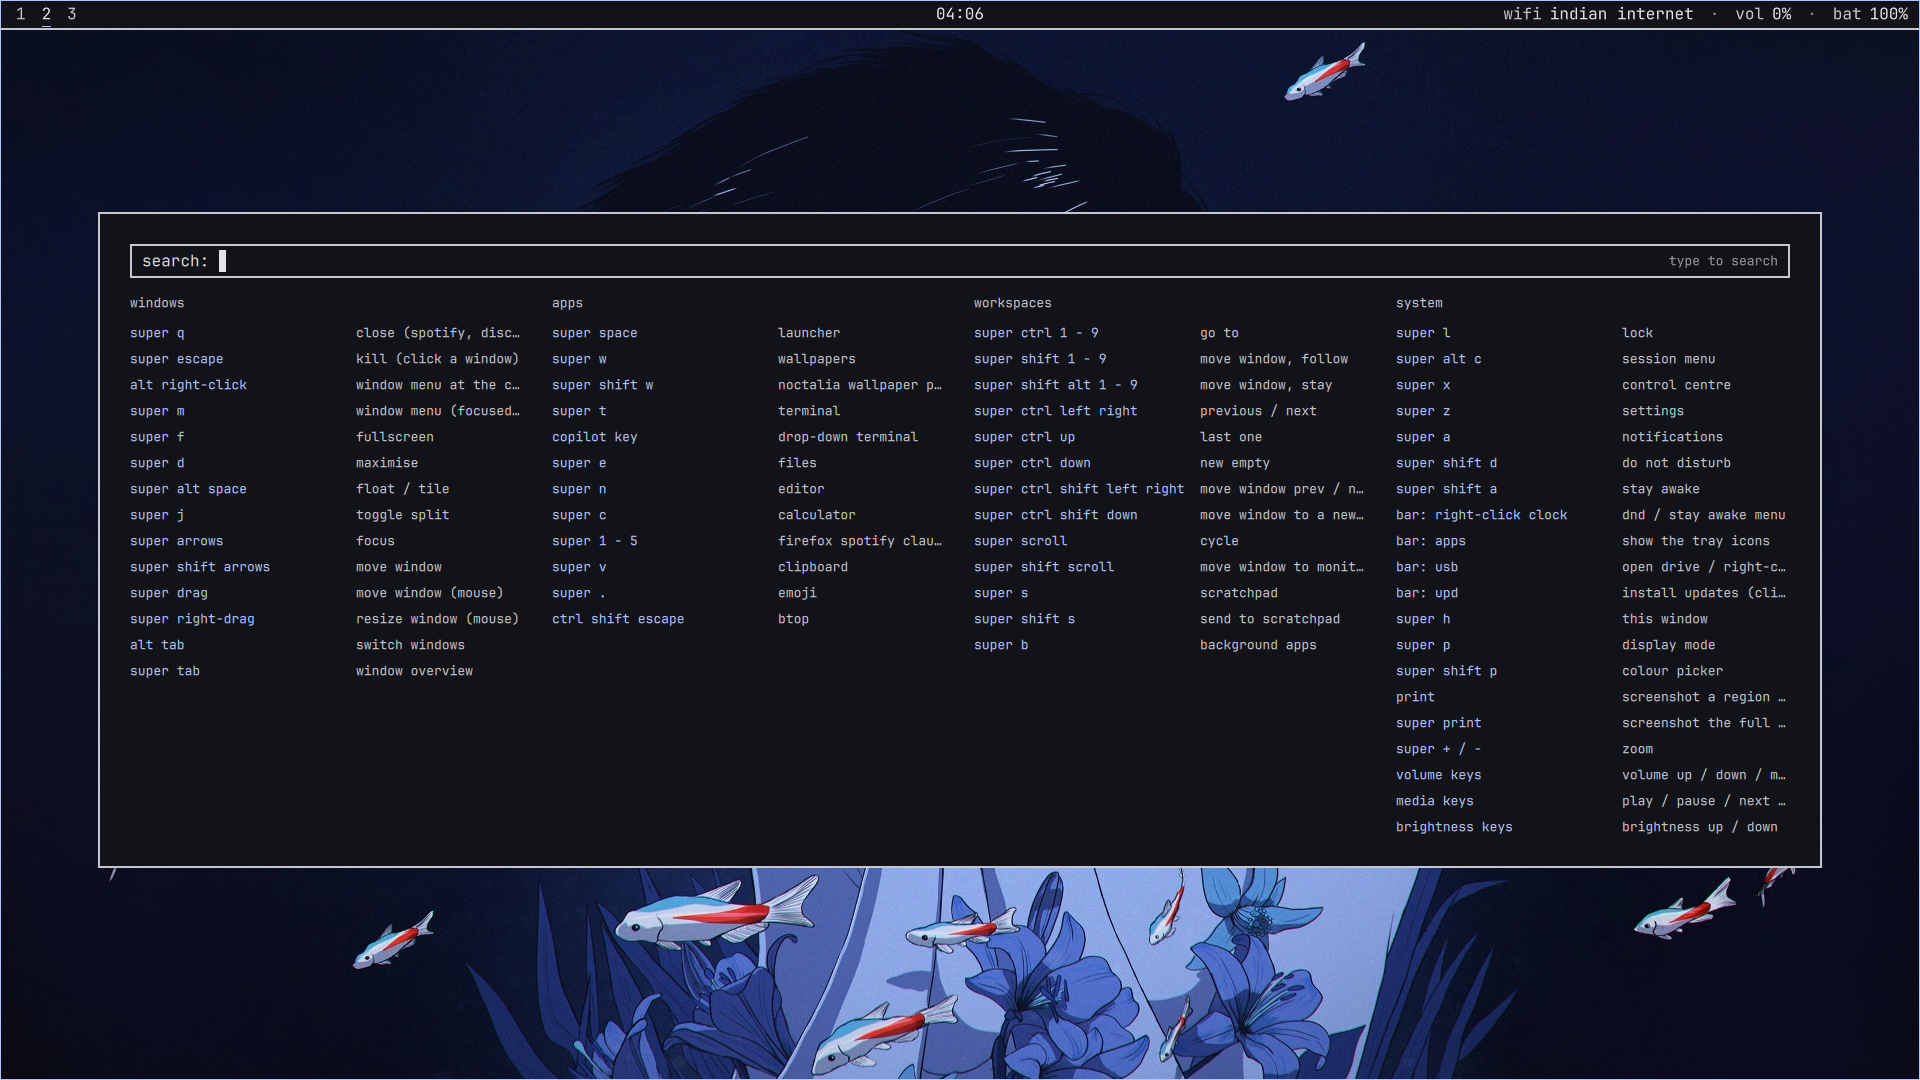 1 2 3 04:06 wifi indian internet · vol 0% · bat 100%
search: type to search
windows
super q close (spotify, disc…
super escape kill (click a window)
alt right-click window menu at the c…
super m window menu (focused…
super f fullscreen
super d maximise
super alt space float / tile
super j toggle split
super arrows focus
super shift arrows move window
super drag move window (mouse)
super right-drag resize window (mouse)
alt tab switch windows
super tab window overview
apps
super space launcher
super w wallpapers
super shift w noctalia wallpaper p…
super t terminal
copilot key drop-down terminal
super e files
super n editor
super c calculator
super 1 - 5 firefox spotify clau…
super v clipboard
super . emoji
ctrl shift escape btop
workspaces
super ctrl 1 - 9 go to
super shift 1 - 9 move window, follow
super shift alt 1 - 9 move window, stay
super ctrl left right previous / next
super ctrl up last one
super ctrl down new empty
super ctrl shift left right move window prev / n…
super ctrl shift down move window to a new…
super scroll cycle
super shift scroll move window to monit…
super s scratchpad
super shift s send to scratchpad
super b background apps
system
super l lock
super alt c session menu
super x control centre
super z settings
super a notifications
super shift d do not disturb
super shift a stay awake
bar: right-click clock dnd / stay awake menu
bar: apps show the tray icons
bar: usb open drive / right-c…
bar: upd install updates (cli…
super h this window
super p display mode
super shift p colour picker
print screenshot a region …
super print screenshot the full …
super + / - zoom
volume keys volume up / down / m…
media keys play / pause / next …
brightness keys brightness up / down